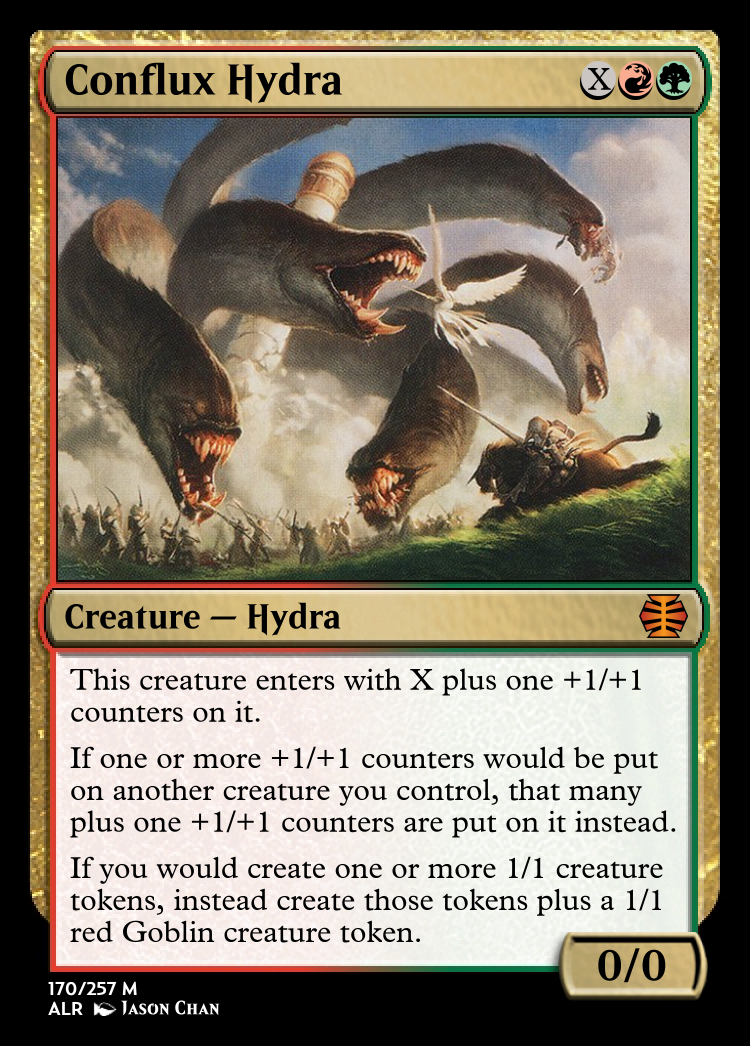 Conflux Hydra X
Creature — Hydra
This creature enters with X plus one +1/+1
counters on it.
If one or more +1/+1 counters would be put
on another creature you control, that many
plus one +1/+1 counters are put on it instead.
If you would create one or more 1/1 creature
tokens, instead create those tokens plus a 1/1
red Goblin creature token.
0/0
170/257 M
ALR Jason Chan